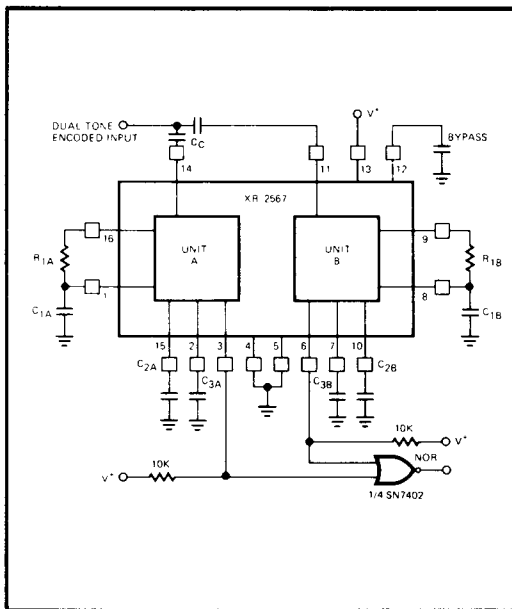 V+
DUAL TONE
ENCODED INPUT
CC
BYPASS
14
11
13
12
XR 2567
16
9
R1A
UNIT
A
UNIT
B
R1B
1
8
C1A
C1B
15
2
3
4
5
6
7
10
C2A
C3A
C3B
C2B
10K
V+
V+
10K
NOR
1/4 SN7402